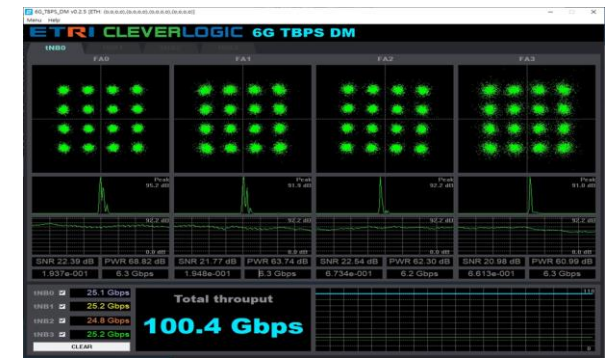 6G_TBPS_DM v0.2.5 (ETH:
Menu Help
ETRI CLEVERLOGIC 6G TBPS DM
tNB0
FA0 FA1 FA2 FA3
Peak Peak Peak Peak
95.2 dB 91.9 dB 92.2 dB 91.0 dB
92.2 dB 92.2 dB 92.2 dB 92.2 dB
0.0 dB 0.0 dB 0.0 dB 0.0 dB
SNR 22.39 dB PWR 68.82 dB SNR 21.77 dB PWR 63.74 dB SNR 22.54 dB PWR 62.30 dB SNR 20.98 dB PWR 60.99 dB
1.937e-001 6.3 Gbps 1.948e-001 6.3 Gbps 6.734e-001 6.2 Gbps 6.613e-001 6.3 Gbps
tNB0 25.1 Gbps
tNB1 25.2 Gbps
tNB2 24.8 Gbps
tNB3 25.2 Gbps
CLEAR
Total throuput
100.4 Gbps